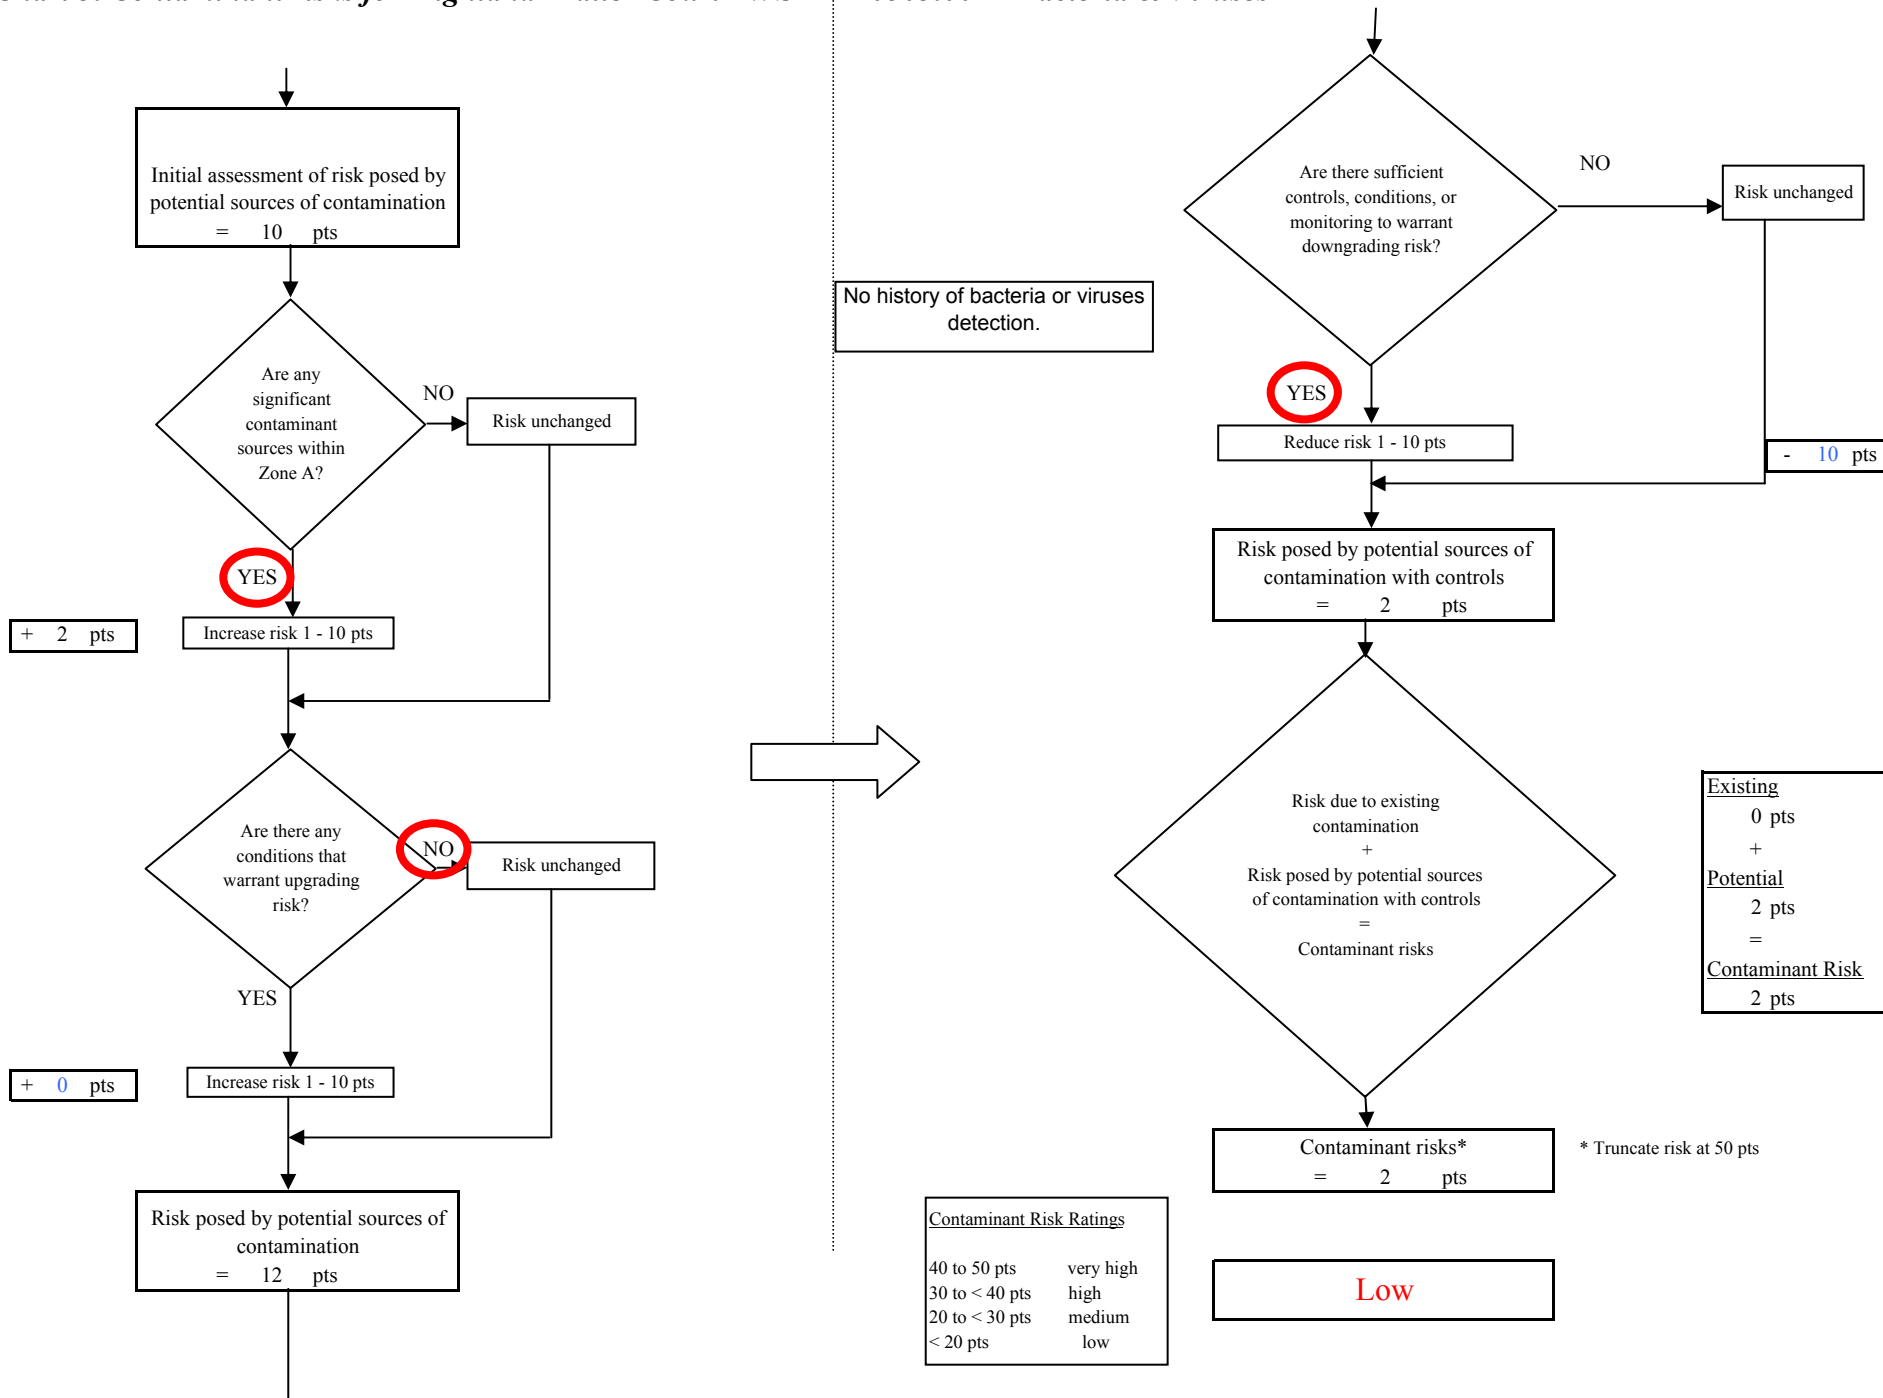 Initial assessment of risk posed by
potential sources of contamination
= 10 pts
Are any
significant
contaminant
sources within
Zone A?
NO
Risk unchanged
YES
+ 2 pts
Increase risk 1 - 10 pts
Are there any
conditions that
warrant upgrading
risk?
NO
Risk unchanged
YES
+ 0 pts
Increase risk 1 - 10 pts
Risk posed by potential sources of
contamination
= 12 pts
Are there sufficient
controls, conditions, or
monitoring to warrant
downgrading risk?
NO
Risk unchanged
No history of bacteria or viruses
detection.
YES
Reduce risk 1 - 10 pts
- 10 pts
Risk posed by potential sources of
contamination with controls
= 2 pts
Risk due to existing
contamination
+
Risk posed by potential sources
of contamination with controls
=
Contaminant risks
Existing
0 pts
+
Potential
2 pts
=
Contaminant Risk
2 pts
Contaminant risks*
= 2 pts
* Truncate risk at 50 pts
Contaminant Risk Ratings
40 to 50 pts very high
30 to < 40 pts high
20 to < 30 pts medium
< 20 pts low
Low